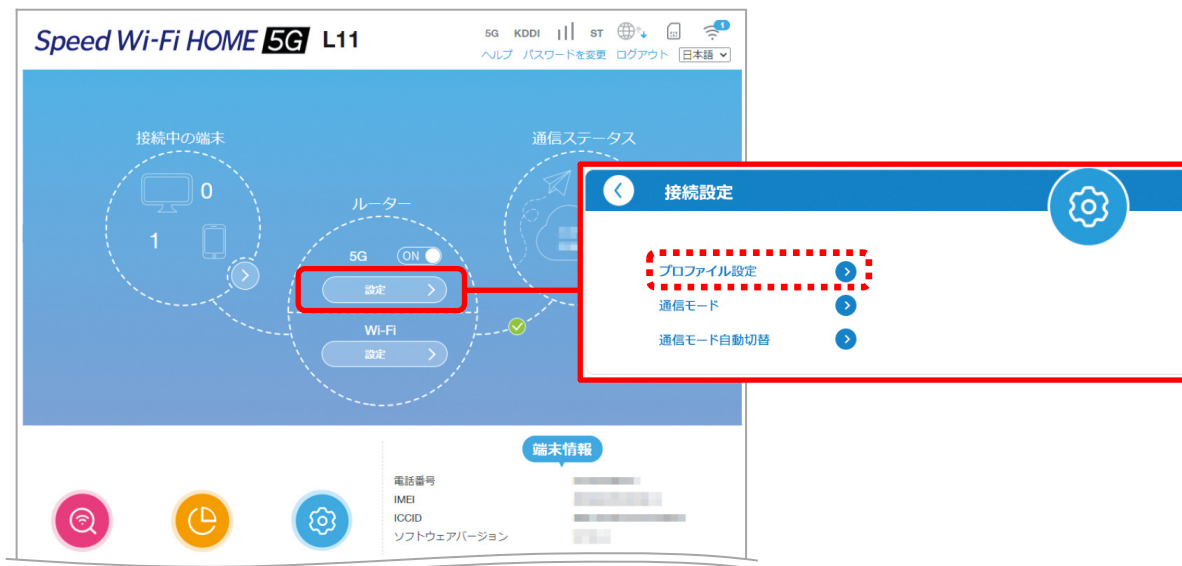 Speed Wi-Fi HOME 5G L11
5G KDDI ST 1
ヘルプ パスワードを変更 ログアウト 日本語
接続中の端末
0
1
ルーター
5G ON
設定
Wi-Fi
設定
通信ステータス
接続設定
プロファイル設定
通信モード
通信モード自動切替
端末情報
電話番号
IMEI
ICCID
ソフトウェアバージョン